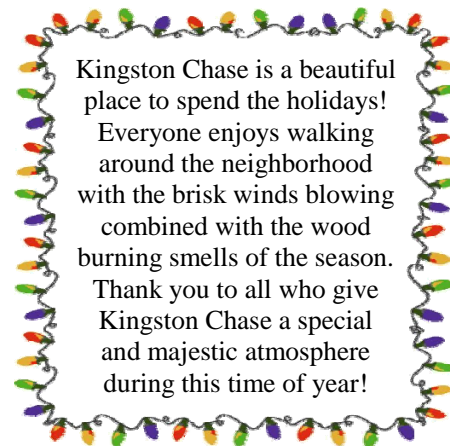 Kingston Chase is a beautiful
place to spend the holidays!
Everyone enjoys walking
around the neighborhood
with the brisk winds blowing
combined with the wood
burning smells of the season.
Thank you to all who give
Kingston Chase a special
and majestic atmosphere
during this time of year!